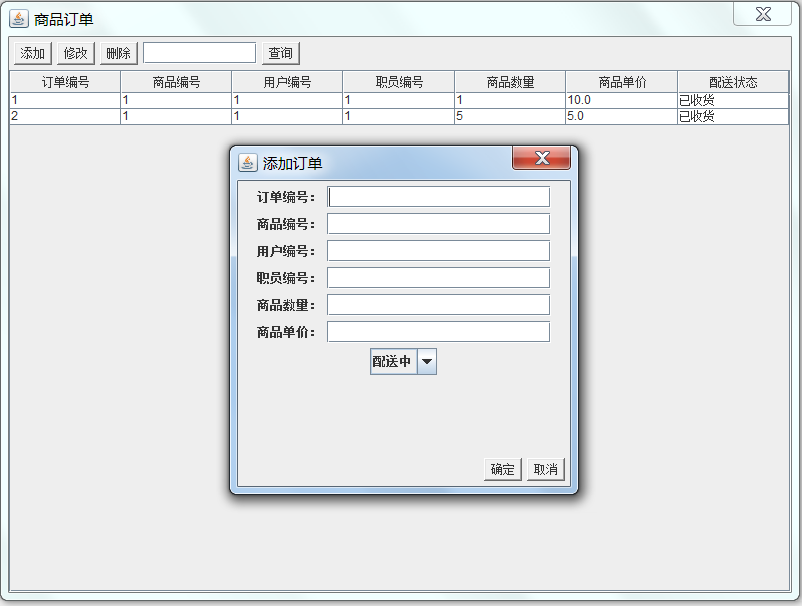 商品订单
添加 修改 删除 查询
订单编号 商品编号 用户编号 职员编号 商品数量 商品单价 配送状态
1 1 1 1 1 10.0 已收货
2 1 1 1 5 5.0 已收货
添加订单
订单编号：
商品编号：
用户编号：
职员编号：
商品数量：
商品单价：
配送中
确定 取消